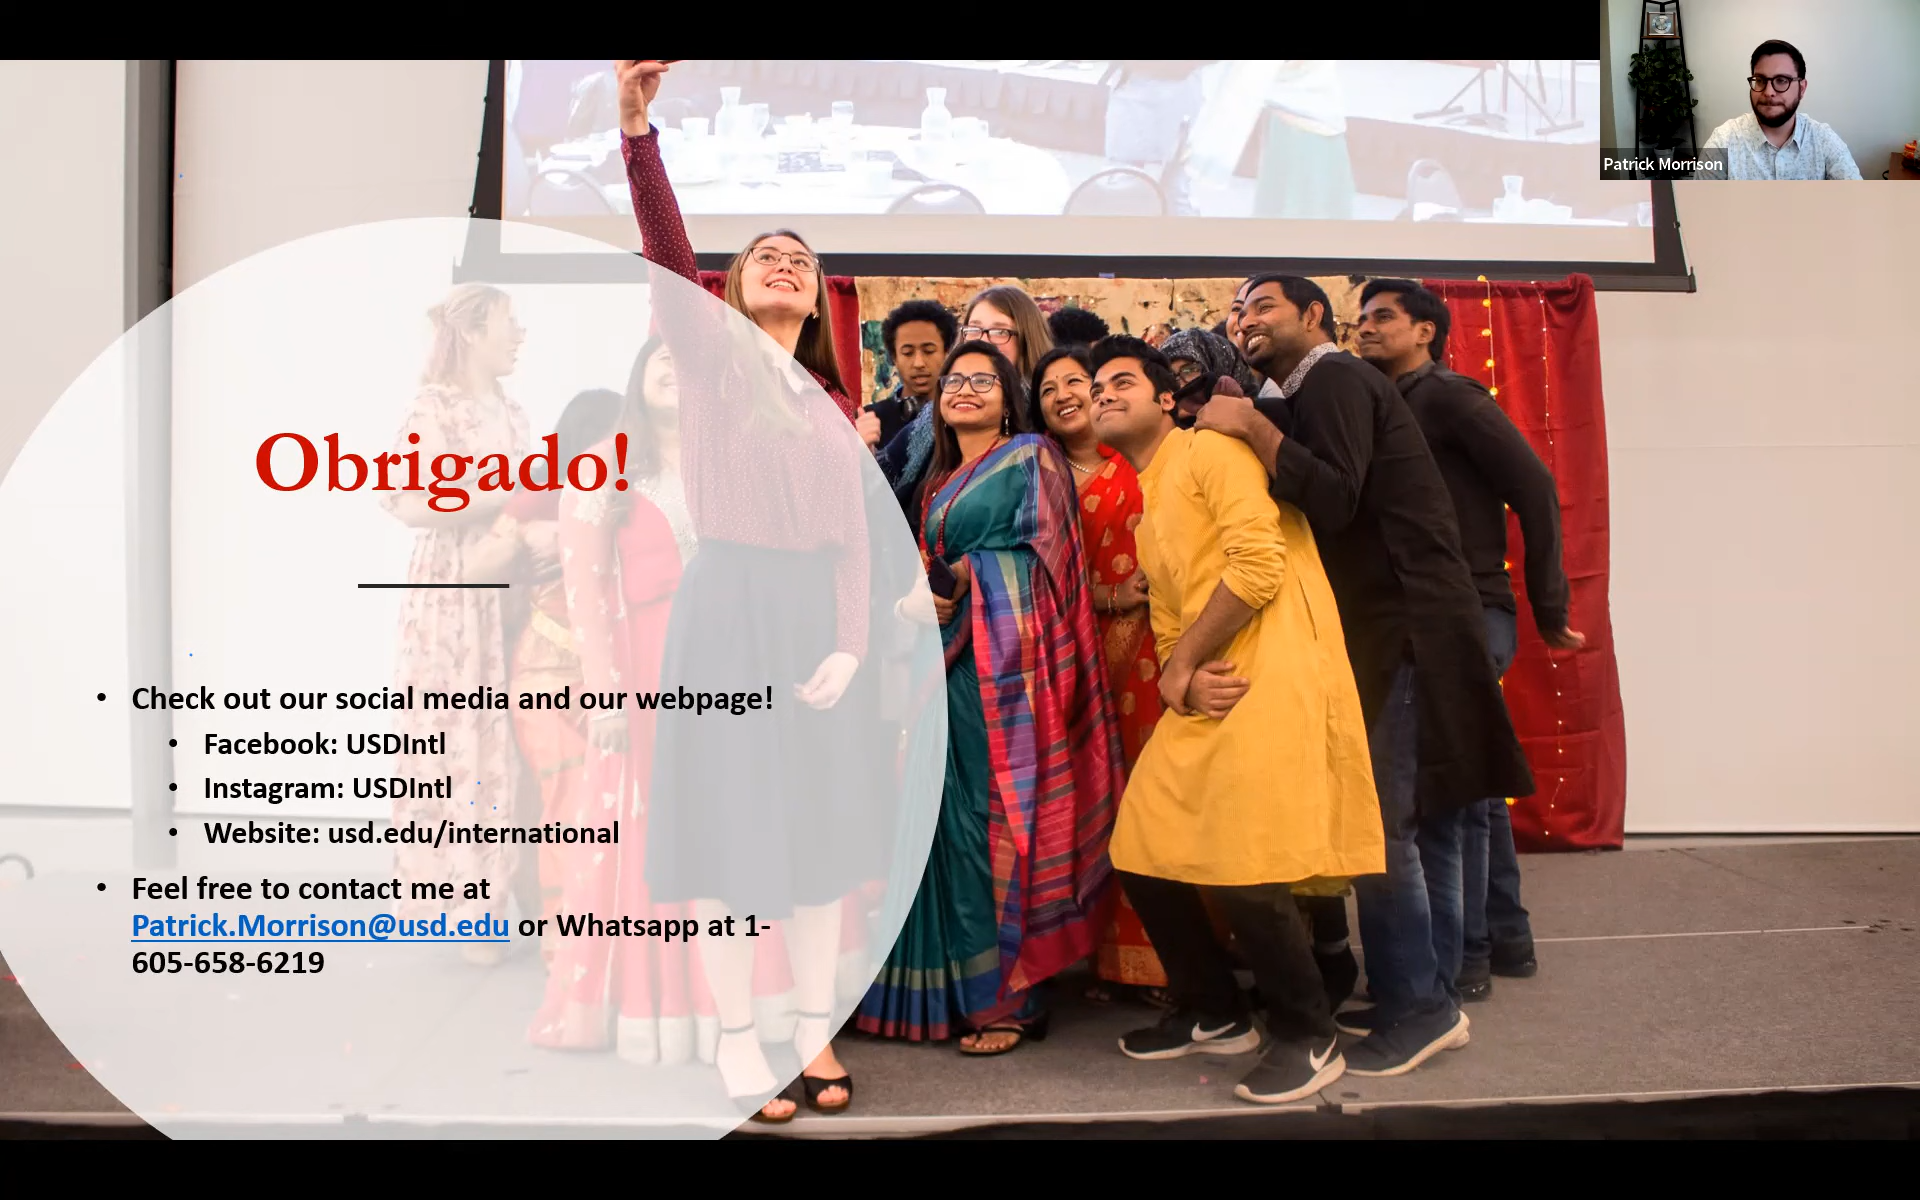 Patrick Morrison
Obrigado!
• Check out our social media and our webpage!
• Facebook: USDIntl
• Instagram: USDIntl
• Website: usd.edu/international
• Feel free to contact me at
Patrick.Morrison@usd.edu or Whatsapp at 1-
605-658-6219